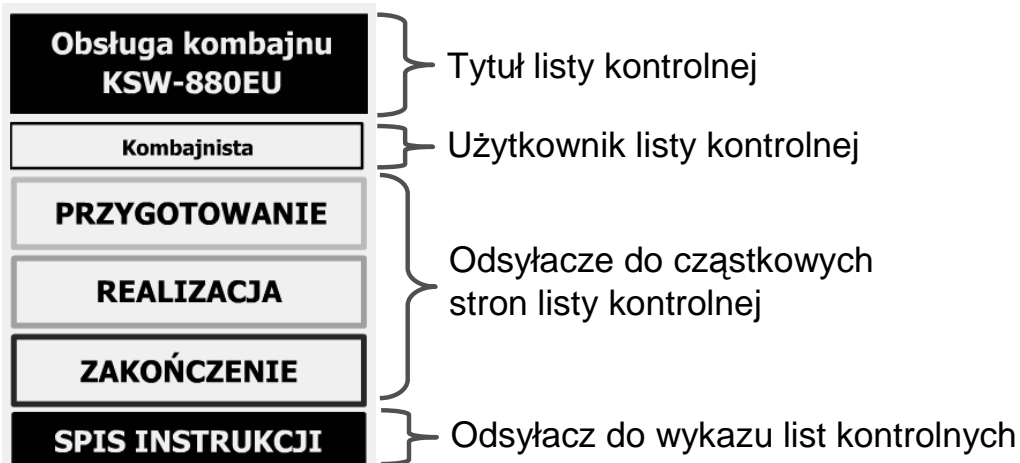 Obsługa kombajnu
KSW-880EU
Tytuł listy kontrolnej
Kombajnista
Użytkownik listy kontrolnej
PRZYGOTOWANIE
REALIZACJA
ZAKOŃCZENIE
Odsyłacze do cząstkowych
stron listy kontrolnej
SPIS INSTRUKCJI
Odsyłacz do wykazu list kontrolnych